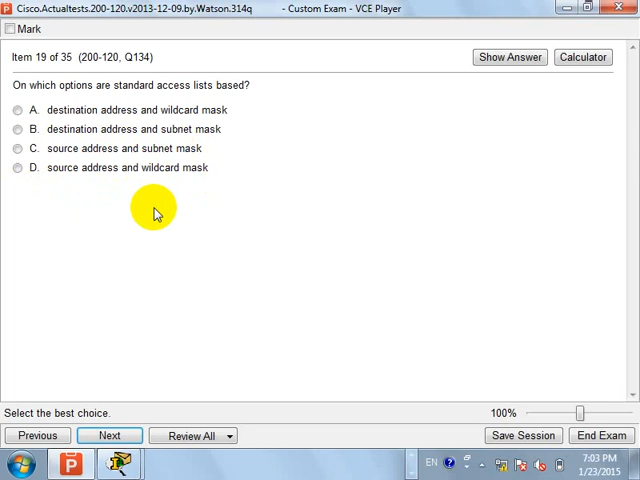 Cisco.Actualtests.200-120.v2013-12-09.by.Watson.314q - Custom Exam - VCE Player
Mark
Item 19 of 35 (200-120, Q134)
Show Answer
Calculator
On which options are standard access lists based?
A. destination address and wildcard mask
B. destination address and subnet mask
C. source address and subnet mask
D. source address and wildcard mask
Select the best choice.
100%
Previous
Next
Review All
Save Session
End Exam
EN
7:03 PM
1/23/2015